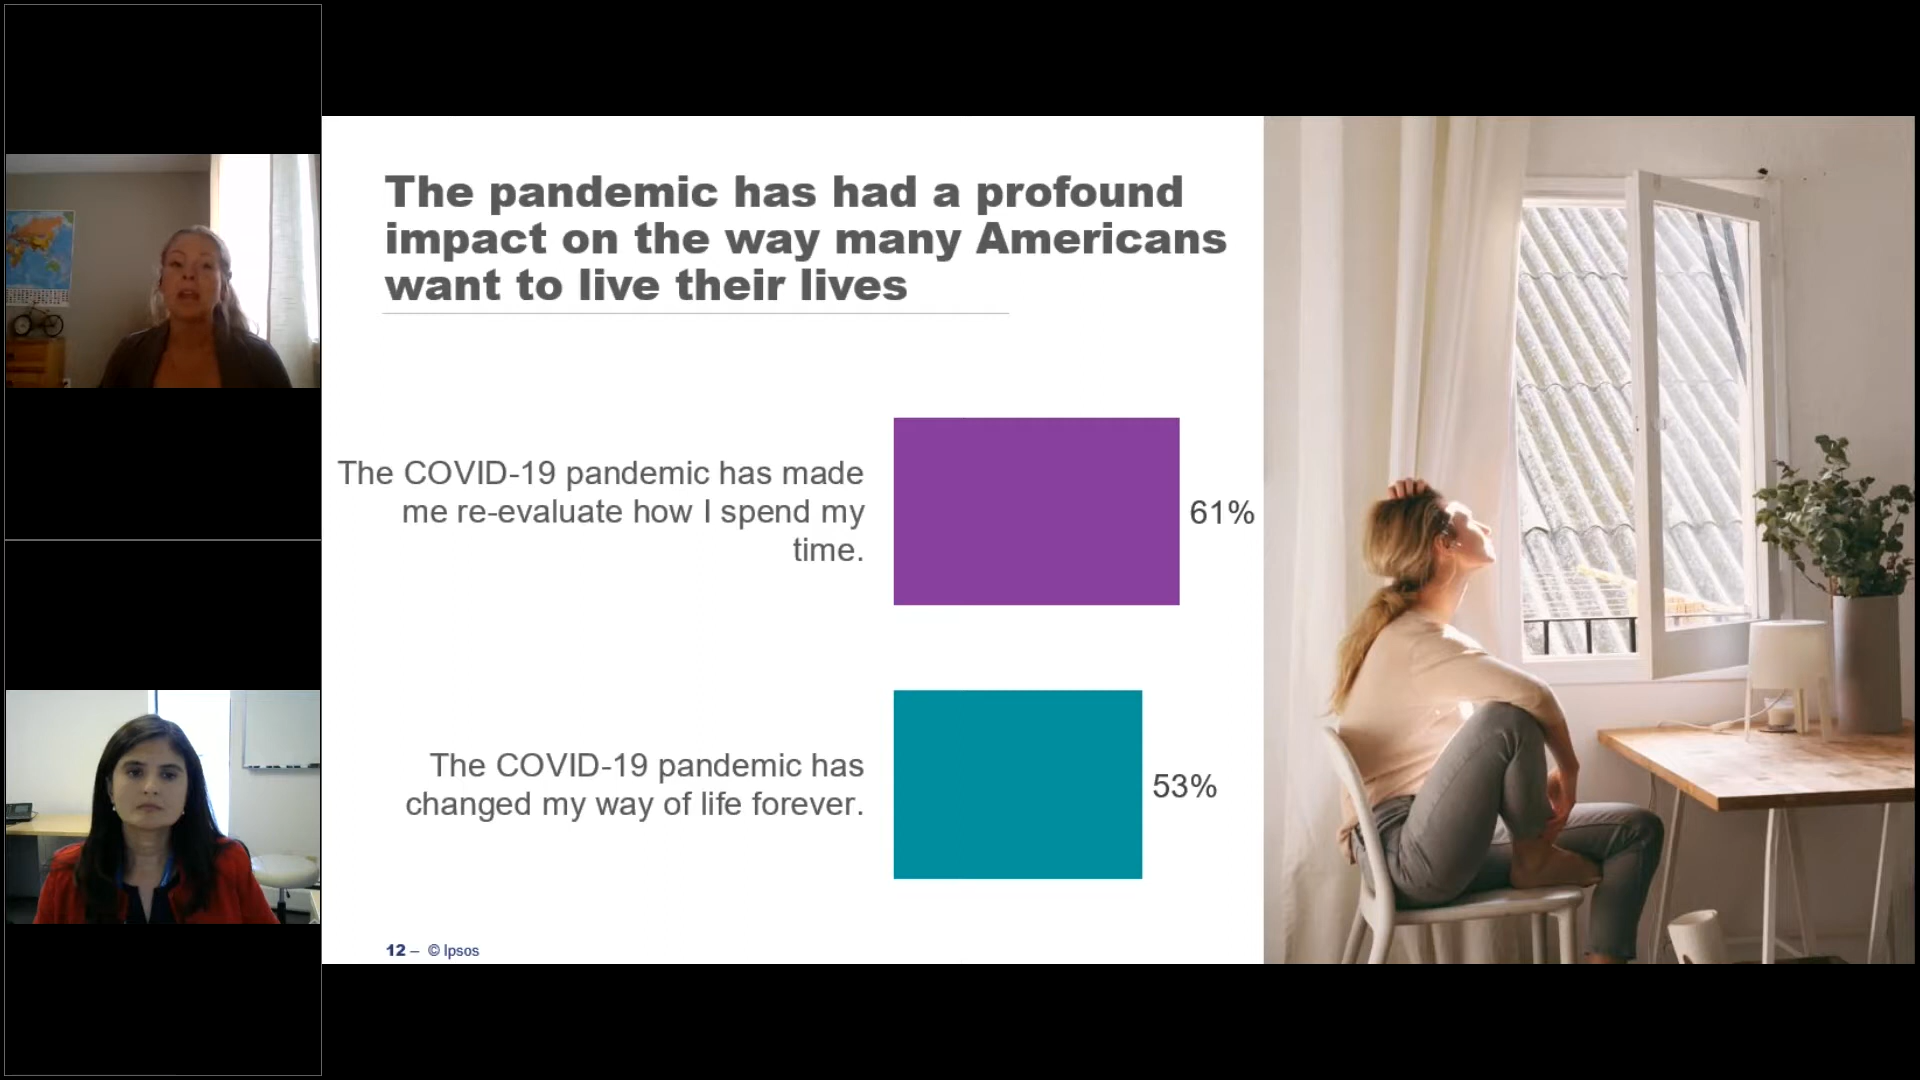 The pandemic has had a profound
impact on the way many Americans
want to live their lives
The COVID-19 pandemic has made
me re-evaluate how I spend my
time.
61%
The COVID-19 pandemic has
changed my way of life forever.
53%
12 – © Ipsos